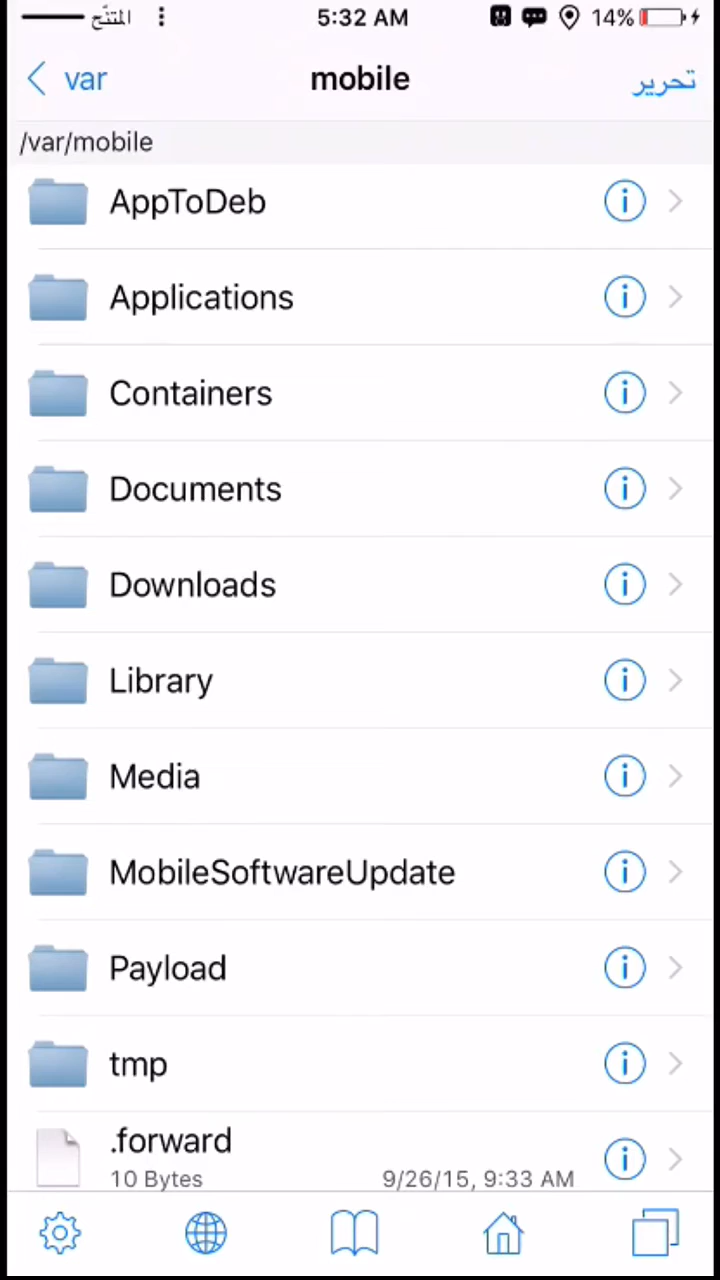 المتنّح 5:32 AM 14%
var mobile تحرير
/var/mobile
AppToDeb
Applications
Containers
Documents
Downloads
Library
Media
MobileSoftwareUpdate
Payload
tmp
.forward
10 Bytes 9/26/15, 9:33 AM